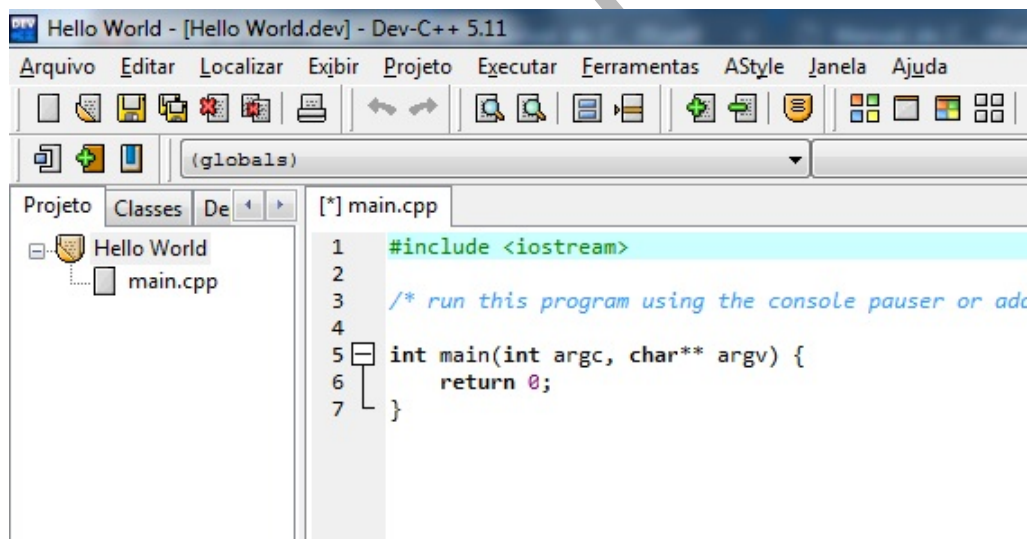 Hello World - [Hello World.dev] - Dev-C++ 5.11
Arquivo Editar Localizar Exibir Projeto Executar Ferramentas AStyle Janela Ajuda
(globals)
Projeto Classes De
[*] main.cpp
Hello World
main.cpp
1 #include <iostream>
2
3 /* run this program using the console pauser or add
4
5 int main(int argc, char** argv) {
6 return 0;
7 }